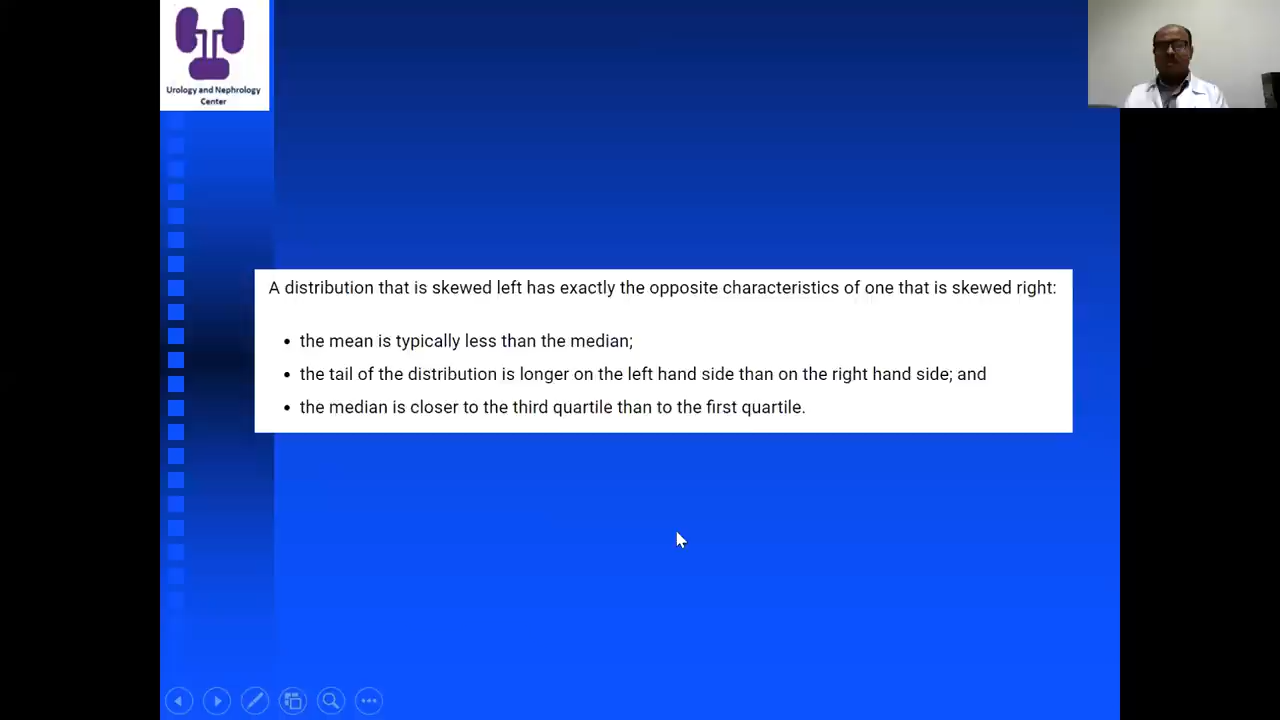 Urology and Nephrology
Center
A distribution that is skewed left has exactly the opposite characteristics of one that is skewed right:
• the mean is typically less than the median;
• the tail of the distribution is longer on the left hand side than on the right hand side; and
• the median is closer to the third quartile than to the first quartile.